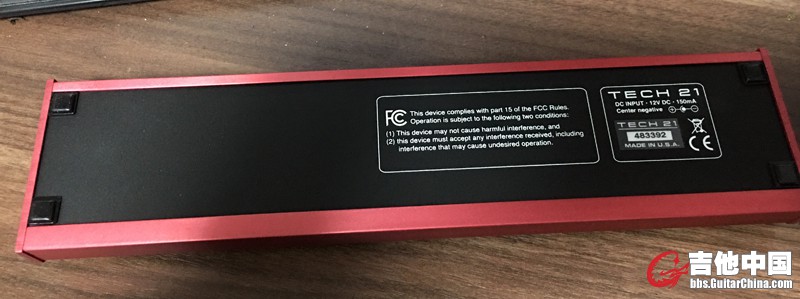 FC
This device complies with part 15 of the FCC Rules.
Operation is subject to the following two conditions:
(1) This device may not cause harmful interference, and
(2) this device must accept any interference received, including
interference that may cause undesired operation.
TECH 21
DC INPUT · 12V DC · 150mA
Center negative
TECH 21
483392
MADE IN U.S.A.
CE
吉他中国
bbs.GuitarChina.com